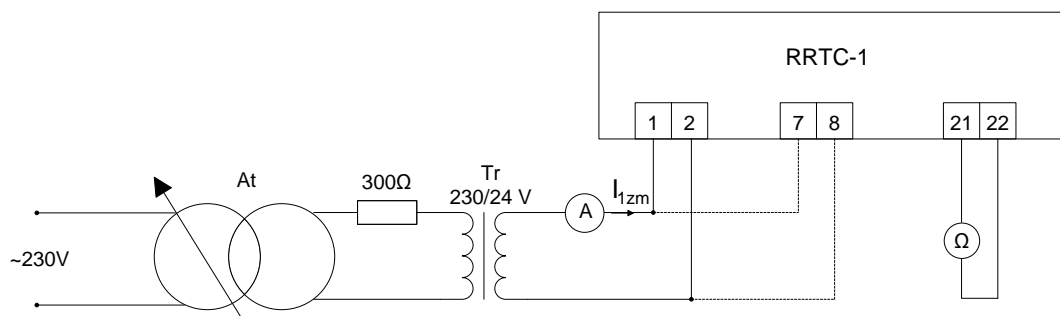 RRTC-1
1 2 7 8 21 22
At
300Ω
Tr
230/24 V
A
I1zm
~230V
Ω